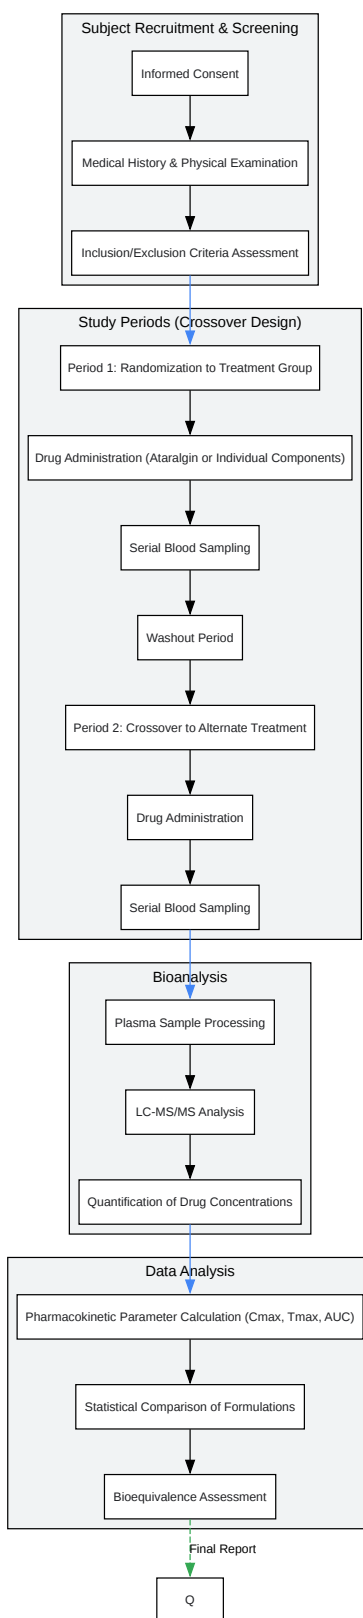 Subject Recruitment & Screening
Informed Consent
Medical History & Physical Examination
Inclusion/Exclusion Criteria Assessment
Study Periods (Crossover Design)
Period 1: Randomization to Treatment Group
Drug Administration (Ataralgin or Individual Components)
Serial Blood Sampling
Washout Period
Period 2: Crossover to Alternate Treatment
Drug Administration
Serial Blood Sampling
Bioanalysis
Plasma Sample Processing
LC-MS/MS Analysis
Quantification of Drug Concentrations
Data Analysis
Pharmacokinetic Parameter Calculation (Cmax, Tmax, AUC)
Statistical Comparison of Formulations
Bioequivalence Assessment
Final Report
Q